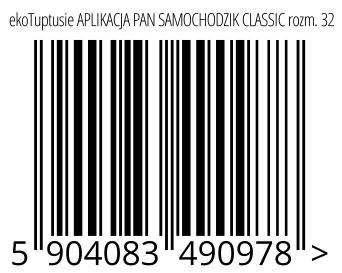 ekoTuptusie APLIKACJA PAN SAMOCHODZIK CLASSIC rozm. 32
5 904083 490978 >